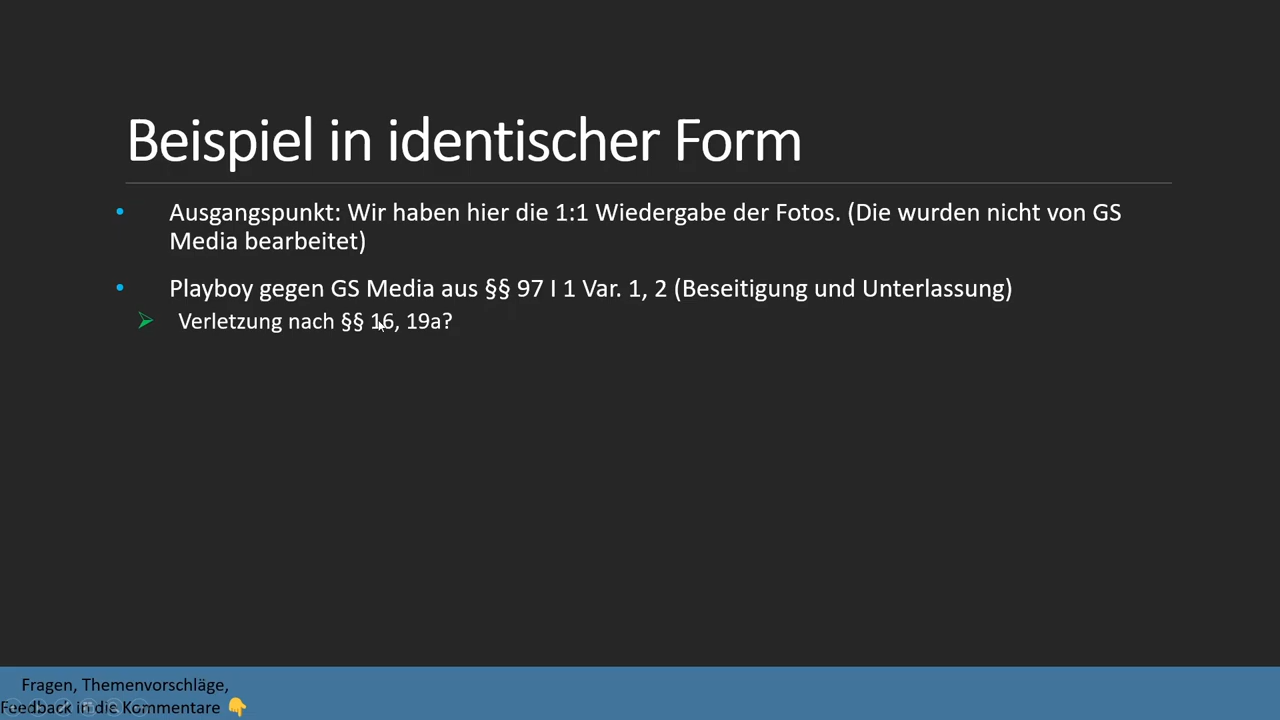 Beispiel in identischer Form
• Ausgangspunkt: Wir haben hier die 1:1 Wiedergabe der Fotos. (Die wurden nicht von GS
Media bearbeitet)
• Playboy gegen GS Media aus §§ 97 I 1 Var. 1, 2 (Beseitigung und Unterlassung)
➢ Verletzung nach §§ 16, 19a?
Fragen, Themenvorschläge,
Feedback in die Kommentare 👇